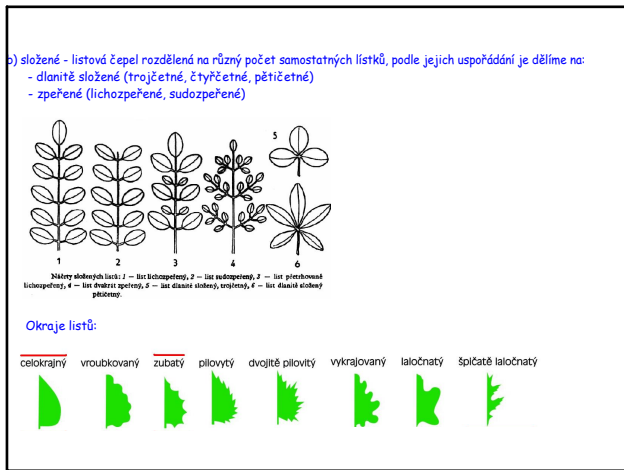 b) složené - listová čepel rozdělená na různý počet samostatných lístků, podle jejich uspořádání je dělíme na:
- dlanitě složené (trojčetné, čtyřčetné, pětičetné)
- zpeřené (lichozpeřené, sudozpeřené)
5
1 2 3 4 6
Náčrty složených listů: 1 — list lichozpeřený, 2 — list sudozpeřený, 3 — list přetrhovaně
lichozpeřený, 4 — list dvakrát zpeřený, 5 — list dlanitě složený, trojčetný, 6 — list dlanitě složený
pětičetný.
Okraje listů:
celokrajný vroubkovaný zubatý pilovytý dvojitě pilovitý vykrajovaný laločnatý špičatě laločnatý